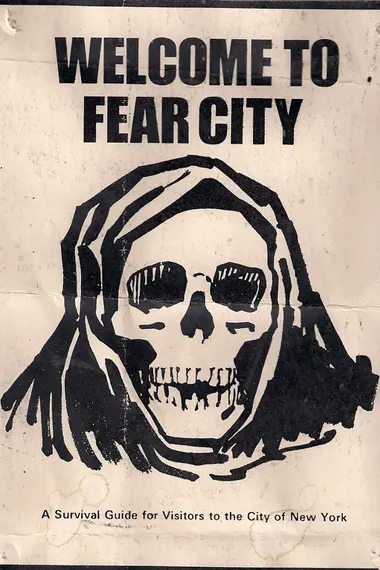 WELCOME TO
FEAR CITY
A Survival Guide for Visitors to the City of New York